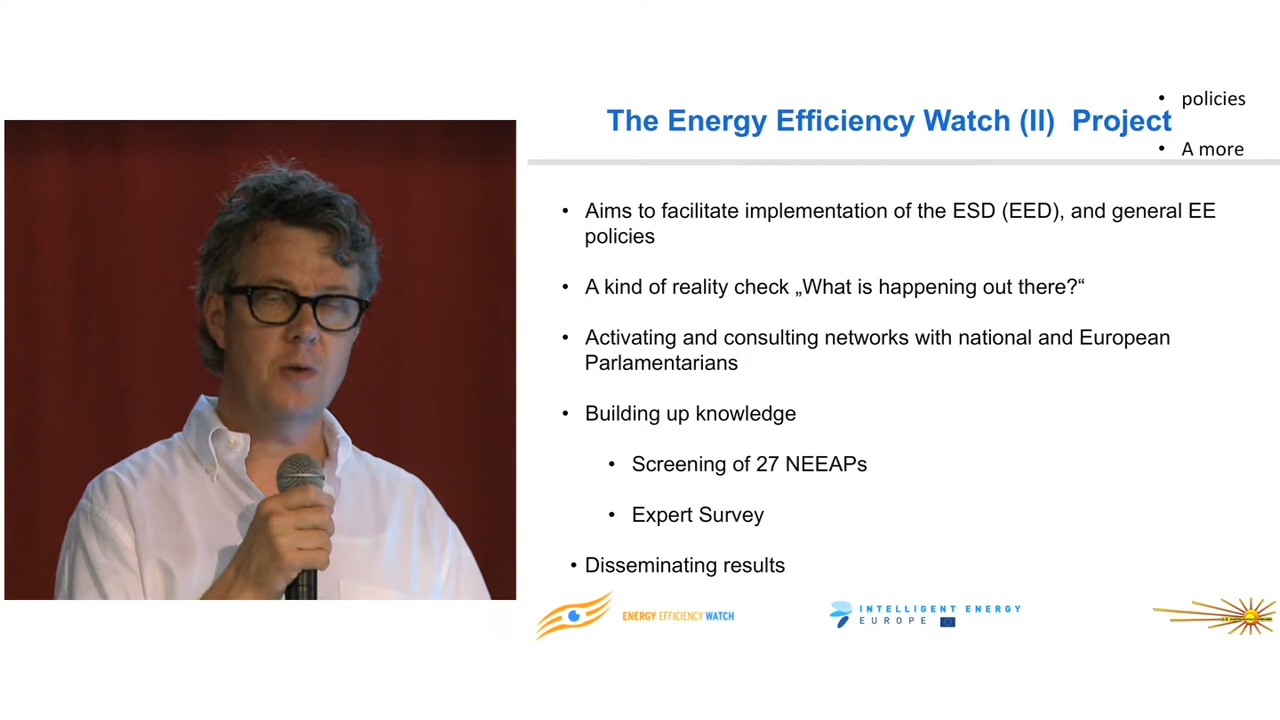 • policies
The Energy Efficiency Watch (II) Project
• A more
• Aims to facilitate implementation of the ESD (EED), and general EE
policies
• A kind of reality check „What is happening out there?“
• Activating and consulting networks with national and European
Parlamentarians
• Building up knowledge
• Screening of 27 NEEAPs
• Expert Survey
• Disseminating results
ENERGY EFFICIENCY WATCH
INTELLIGENT ENERGY
EUROPE